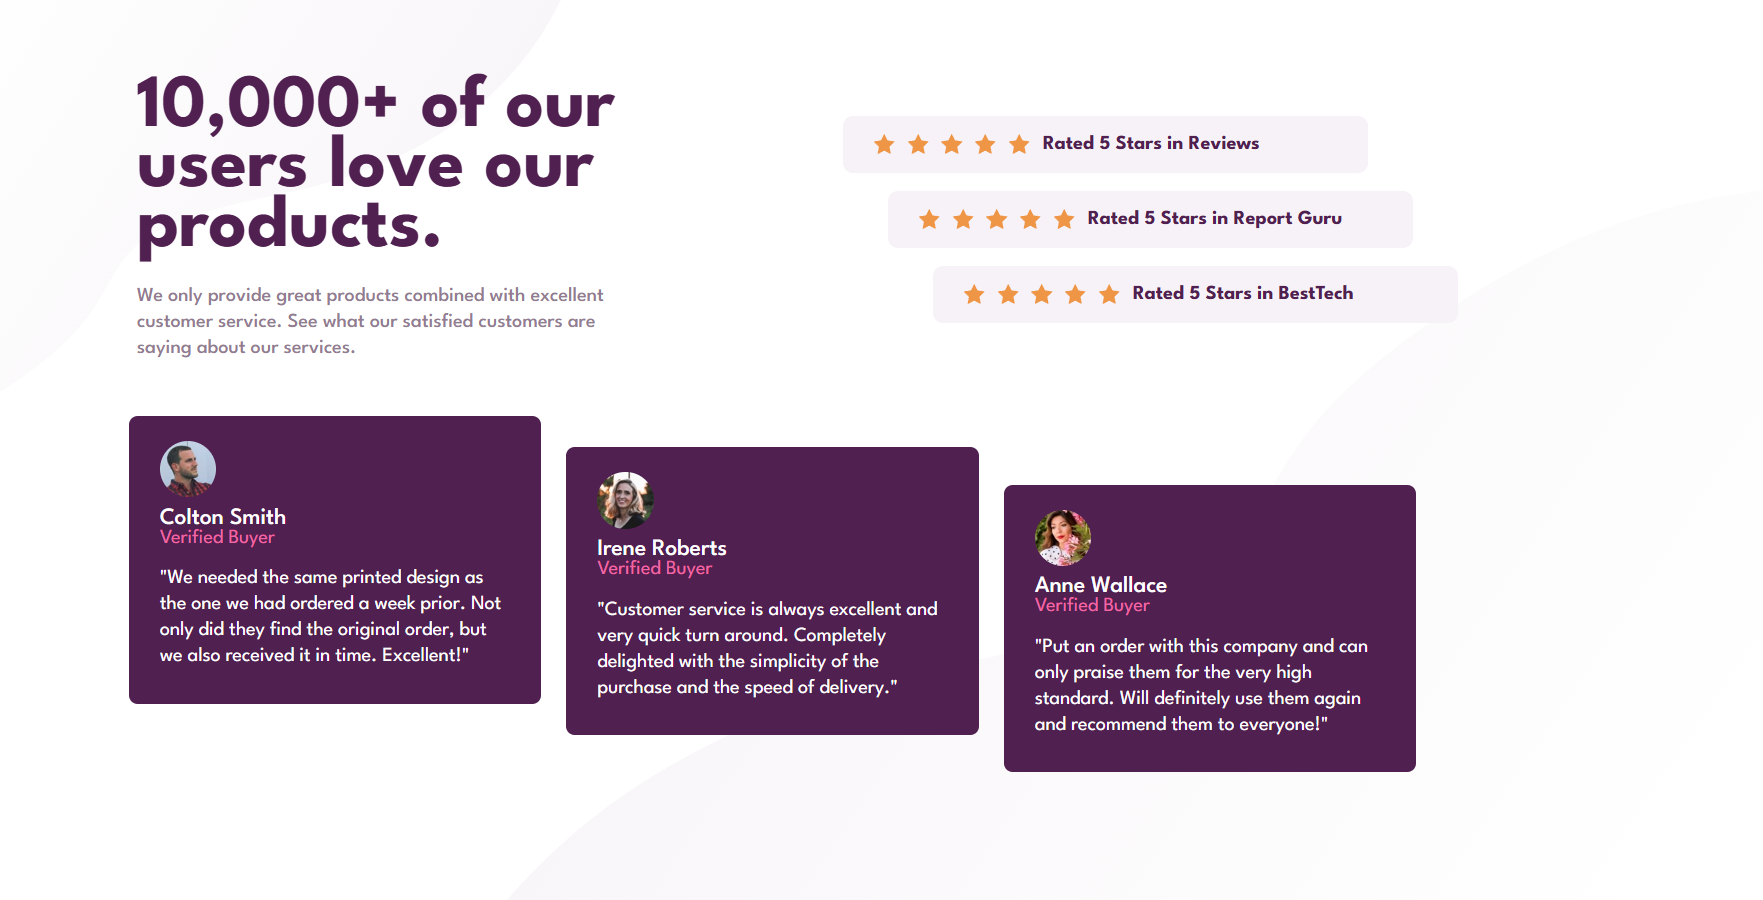 10,000+ of our
users love our
products.
We only provide great products combined with excellent
customer service. See what our satisfied customers are
saying about our services.
Rated 5 Stars in Reviews
Rated 5 Stars in Report Guru
Rated 5 Stars in BestTech
Colton Smith
Verified Buyer
"We needed the same printed design as
the one we had ordered a week prior. Not
only did they find the original order, but
we also received it in time. Excellent!"
Irene Roberts
Verified Buyer
"Customer service is always excellent and
very quick turn around. Completely
delighted with the simplicity of the
purchase and the speed of delivery."
Anne Wallace
Verified Buyer
"Put an order with this company and can
only praise them for the very high
standard. Will definitely use them again
and recommend them to everyone!"